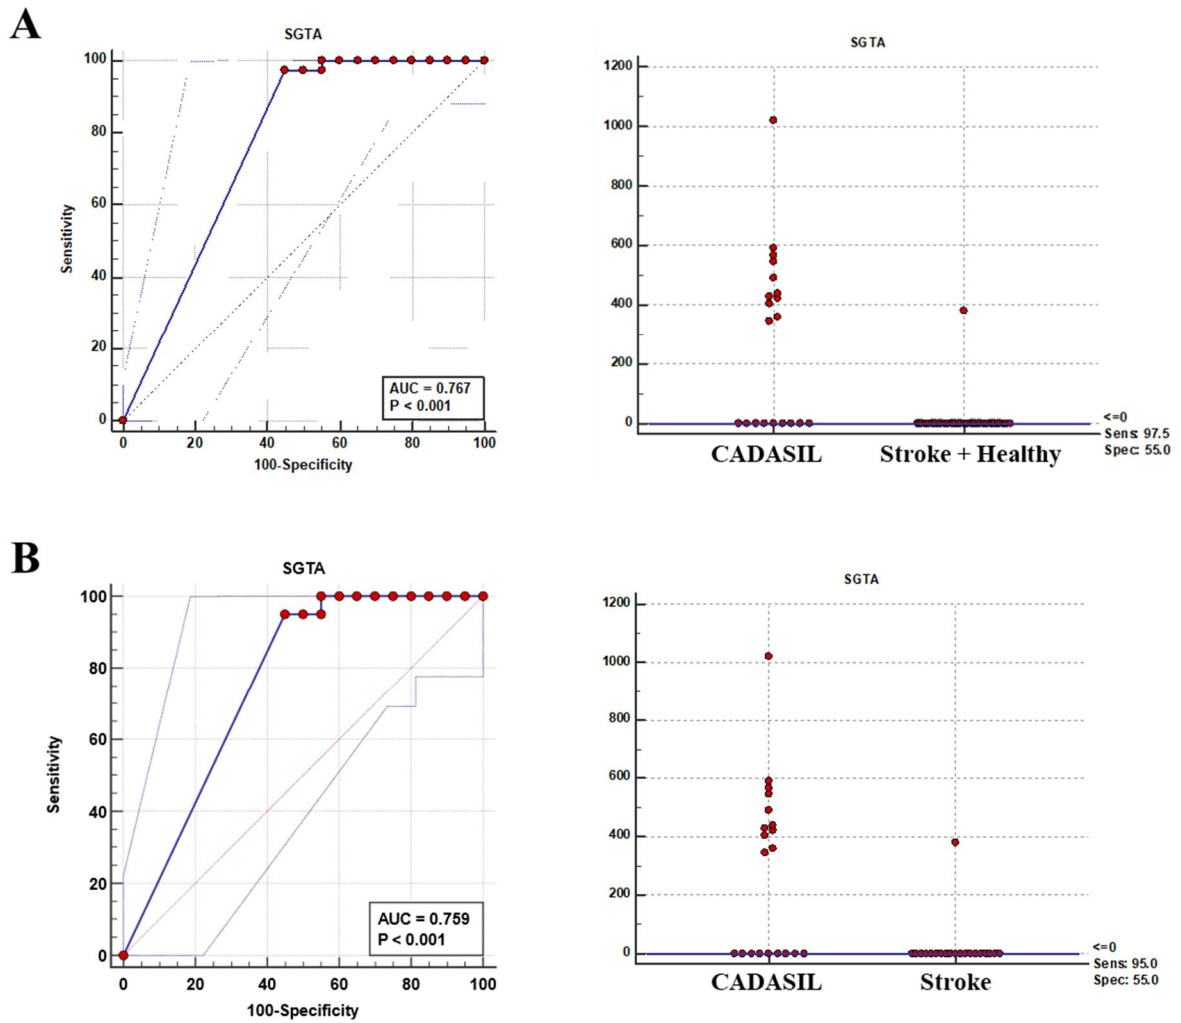 A
SGTA
Sensitivity
100
80
60
40
20
0
0 20 40 60 80 100
100-Specificity
AUC = 0.767
P < 0.001
SGTA
1200
1000
800
600
400
200
0
<=0
Sens: 97.5
Spec: 55.0
CADASIL Stroke + Healthy
B
SGTA
Sensitivity
100
80
60
40
20
0
0 20 40 60 80 100
100-Specificity
AUC = 0.759
P < 0.001
SGTA
1200
1000
800
600
400
200
0
<=0
Sens: 95.0
Spec: 55.0
CADASIL Stroke